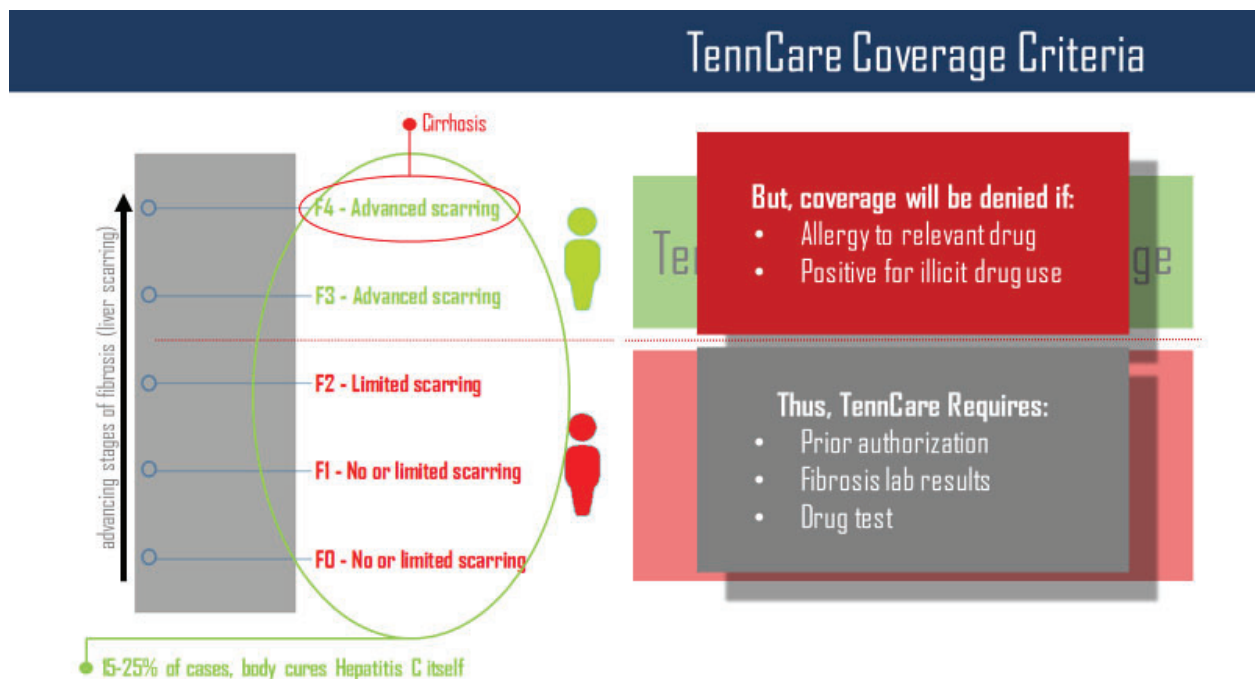 TennCare Coverage Criteria
Cirrhosis
F4 - Advanced scarring
F3 - Advanced scarring
F2 - Limited scarring
F1 - No or limited scarring
F0 - No or limited scarring
advancing stages of fibrosis (liver scarring)
15-25% of cases, body cures Hepatitis C itself
But, coverage will be denied if:
• Allergy to relevant drug
• Positive for illicit drug use
Thus, TennCare Requires:
• Prior authorization
• Fibrosis lab results
• Drug test